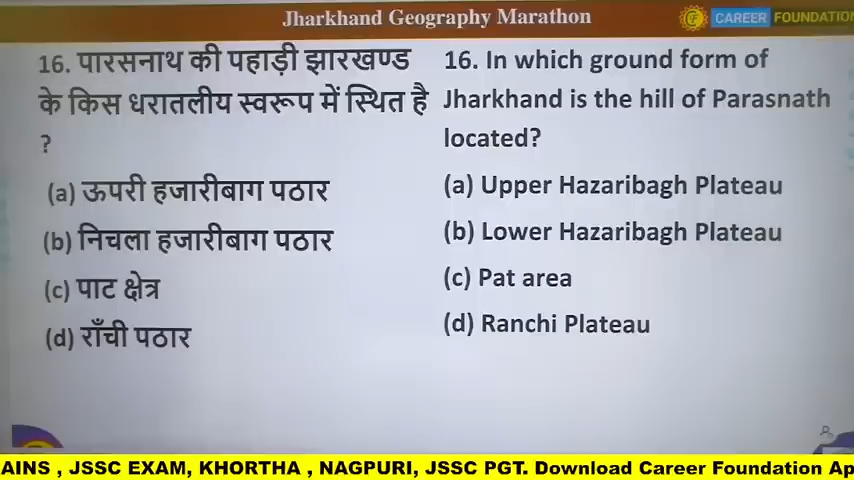 Jharkhand Geography Marathon
CAREER FOUNDATION
16. पारसनाथ की पहाड़ी झारखण्ड
के किस धरातलीय स्वरूप में स्थित है
?
(a) ऊपरी हजारीबाग पठार
(b) निचला हजारीबाग पठार
(c) पाट क्षेत्र
(d) राँची पठार
16. In which ground form of
Jharkhand is the hill of Parasnath
located?
(a) Upper Hazaribagh Plateau
(b) Lower Hazaribagh Plateau
(c) Pat area
(d) Ranchi Plateau
AINS , JSSC EXAM, KHORTHA , NAGPURI, JSSC PGT. Download Career Foundation Ap